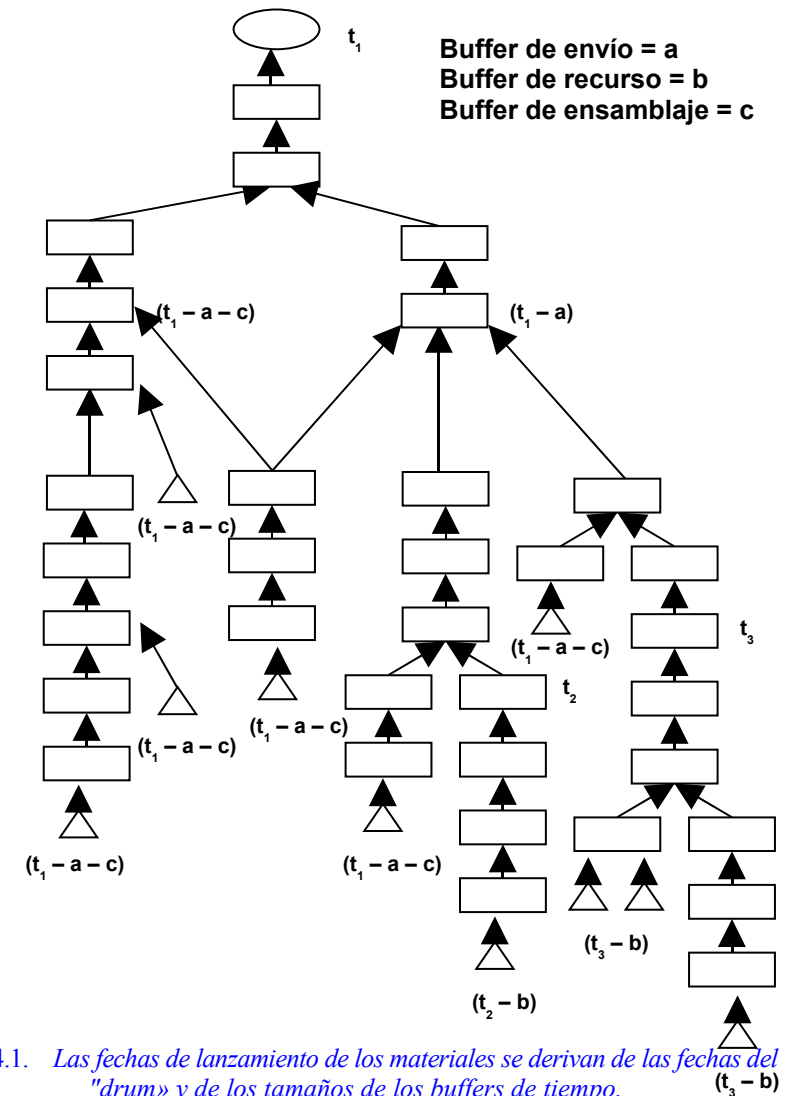 t₁
Buffer de envío = a
Buffer de recurso = b
Buffer de ensamblaje = c
(t₁ – a – c)
(t₁ – a)
(t₁ – a – c)
(t₁ – a – c)
t₃
t₂
(t₁ – a – c)
(t₁ – a – c)
(t₁ – a – c)
(t₁ – a – c)
(t₃ – b)
(t₂ – b)
4.1. Las fechas de lanzamiento de los materiales se derivan de las fechas del
"drum» y de los tamaños de los buffers de tiempo.
(t₃ – b)